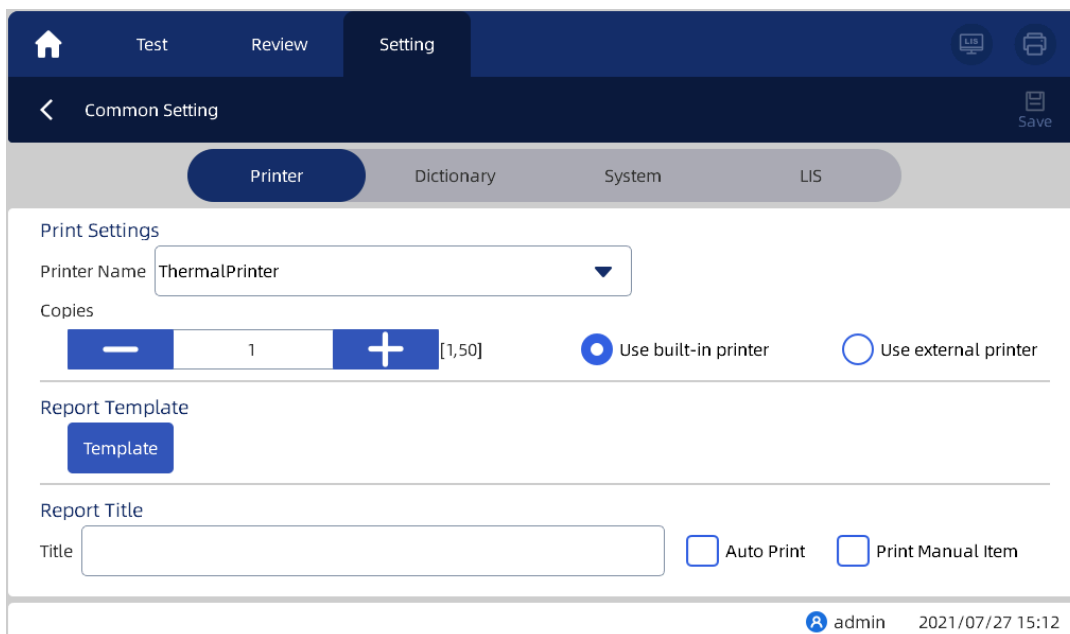 Test Review Setting LIS
Common Setting Save
Printer Dictionary System LIS
Print Settings
Printer Name ThermalPrinter
Copies
1 [1,50] Use built-in printer Use external printer
Report Template
Template
Report Title
Title Auto Print Print Manual Item
admin 2021/07/27 15:12